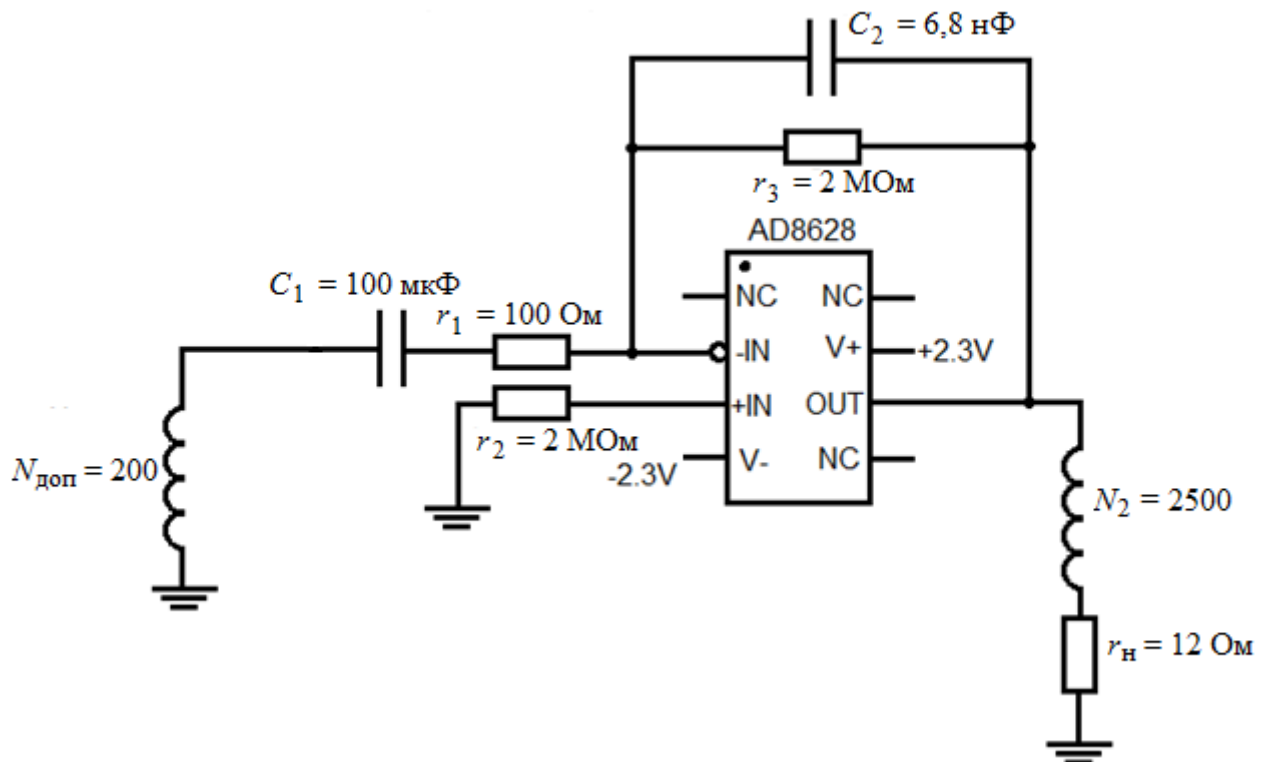 C2 = 6,8 нФ
r3 = 2 МОм
AD8628
C1 = 100 мкФ
r1 = 100 Ом
NC NC
-IN V+ +2.3V
+IN OUT
r2 = 2 МОм
-2.3V V- NC
Nдоп = 200
N2 = 2500
rн = 12 Ом